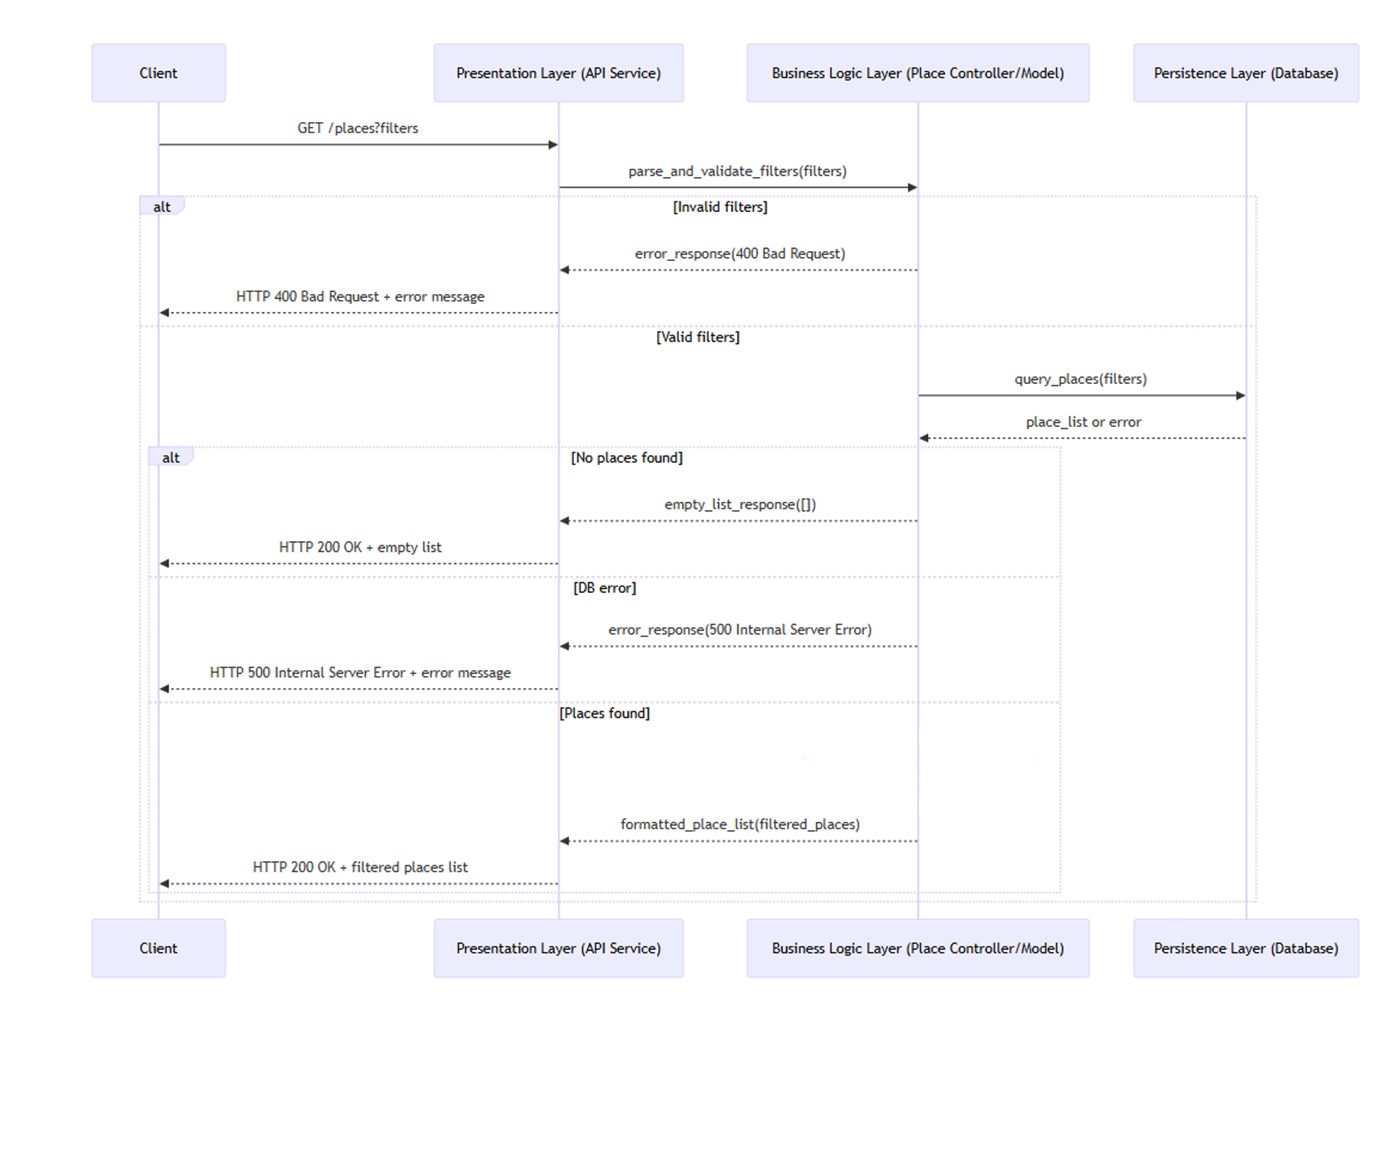 Client
Presentation Layer (API Service)
Business Logic Layer (Place Controller/Model)
Persistence Layer (Database)
GET /places?filters
parse_and_validate_filters(filters)
alt
[Invalid filters]
error_response(400 Bad Request)
HTTP 400 Bad Request + error message
[Valid filters]
query_places(filters)
place_list or error
alt
[No places found]
empty_list_response([])
HTTP 200 OK + empty list
[DB error]
error_response(500 Internal Server Error)
HTTP 500 Internal Server Error + error message
[Places found]
formatted_place_list(filtered_places)
HTTP 200 OK + filtered places list
Client
Presentation Layer (API Service)
Business Logic Layer (Place Controller/Model)
Persistence Layer (Database)